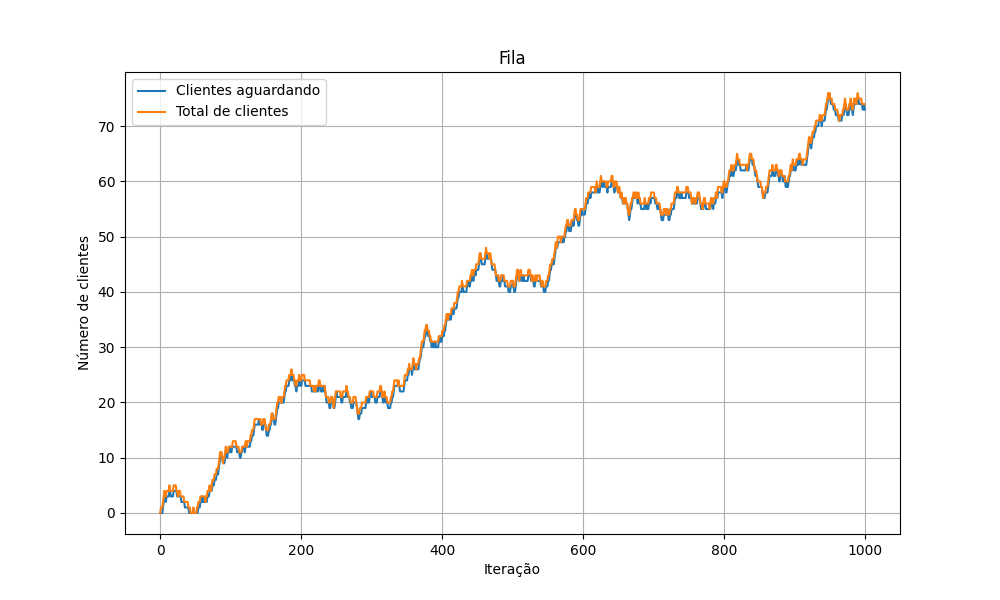 Fila
Clientes aguardando
Total de clientes
Número de clientes
70
60
50
40
30
20
10
0
0 200 400 600 800 1000
Iteração